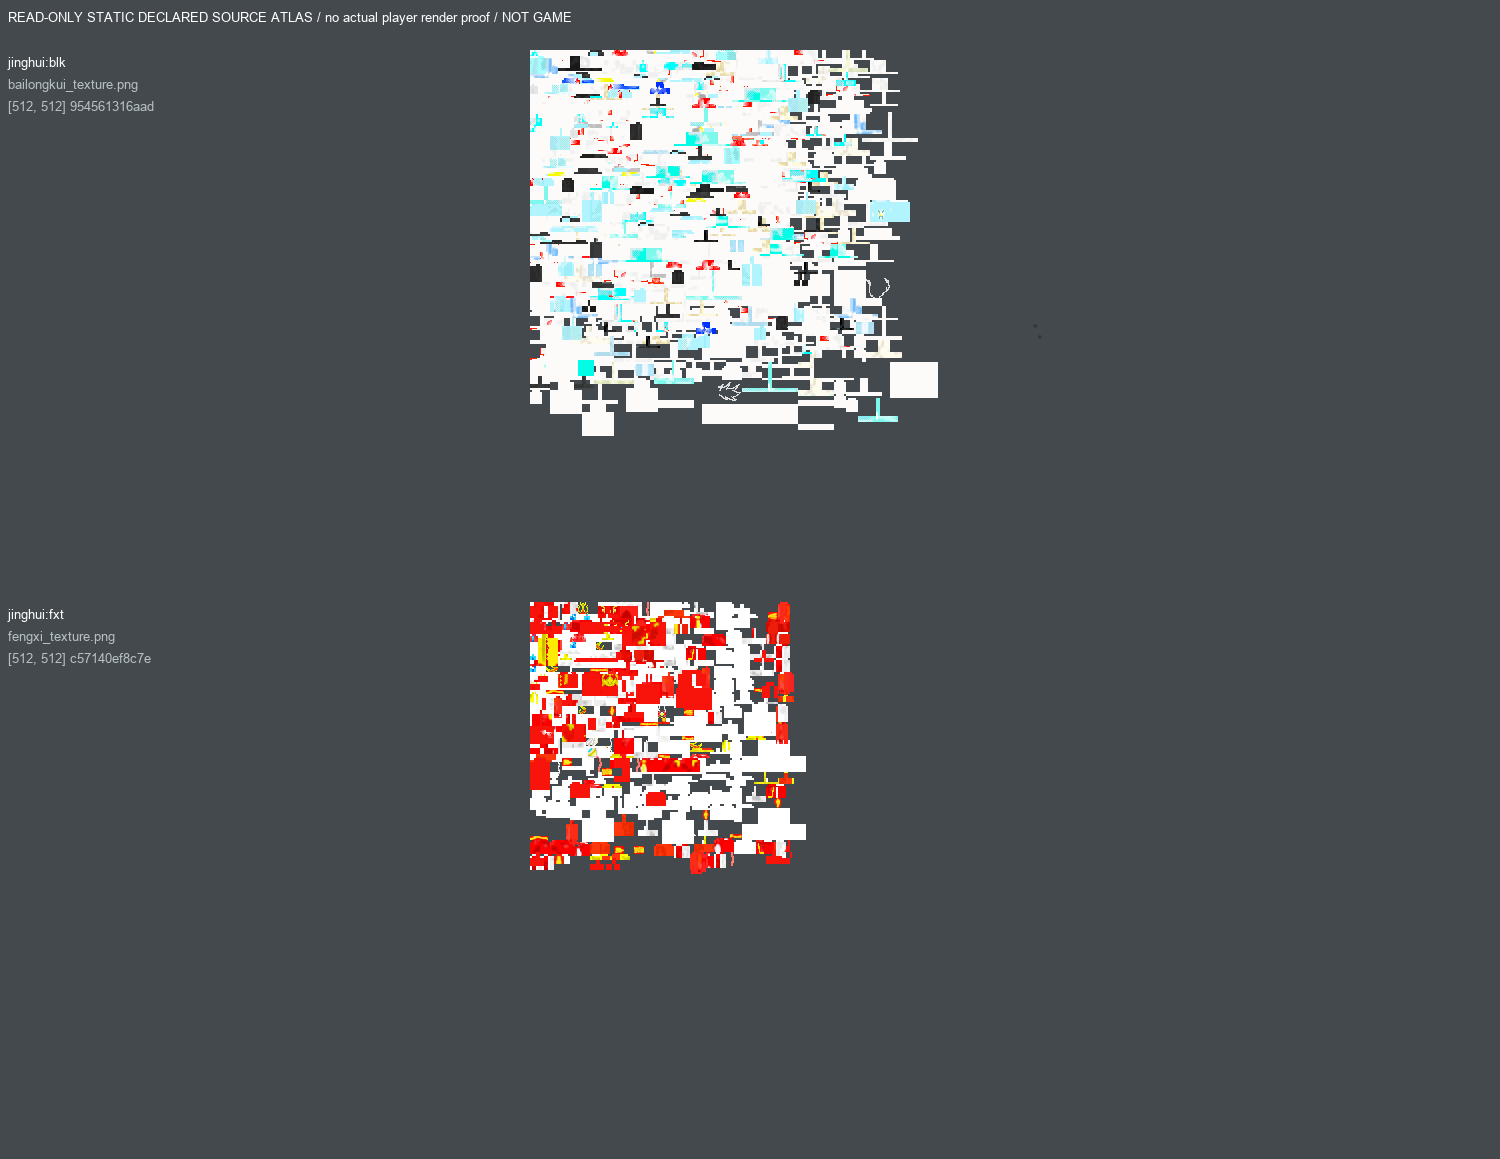 READ-ONLY STATIC DECLARED SOURCE ATLAS / no actual player render proof / NOT GAME
jinghui:blk
bailongkui_texture.png
[512, 512] 954561316aad
jinghui:fxt
fengxi_texture.png
[512, 512] c57140ef8c7e